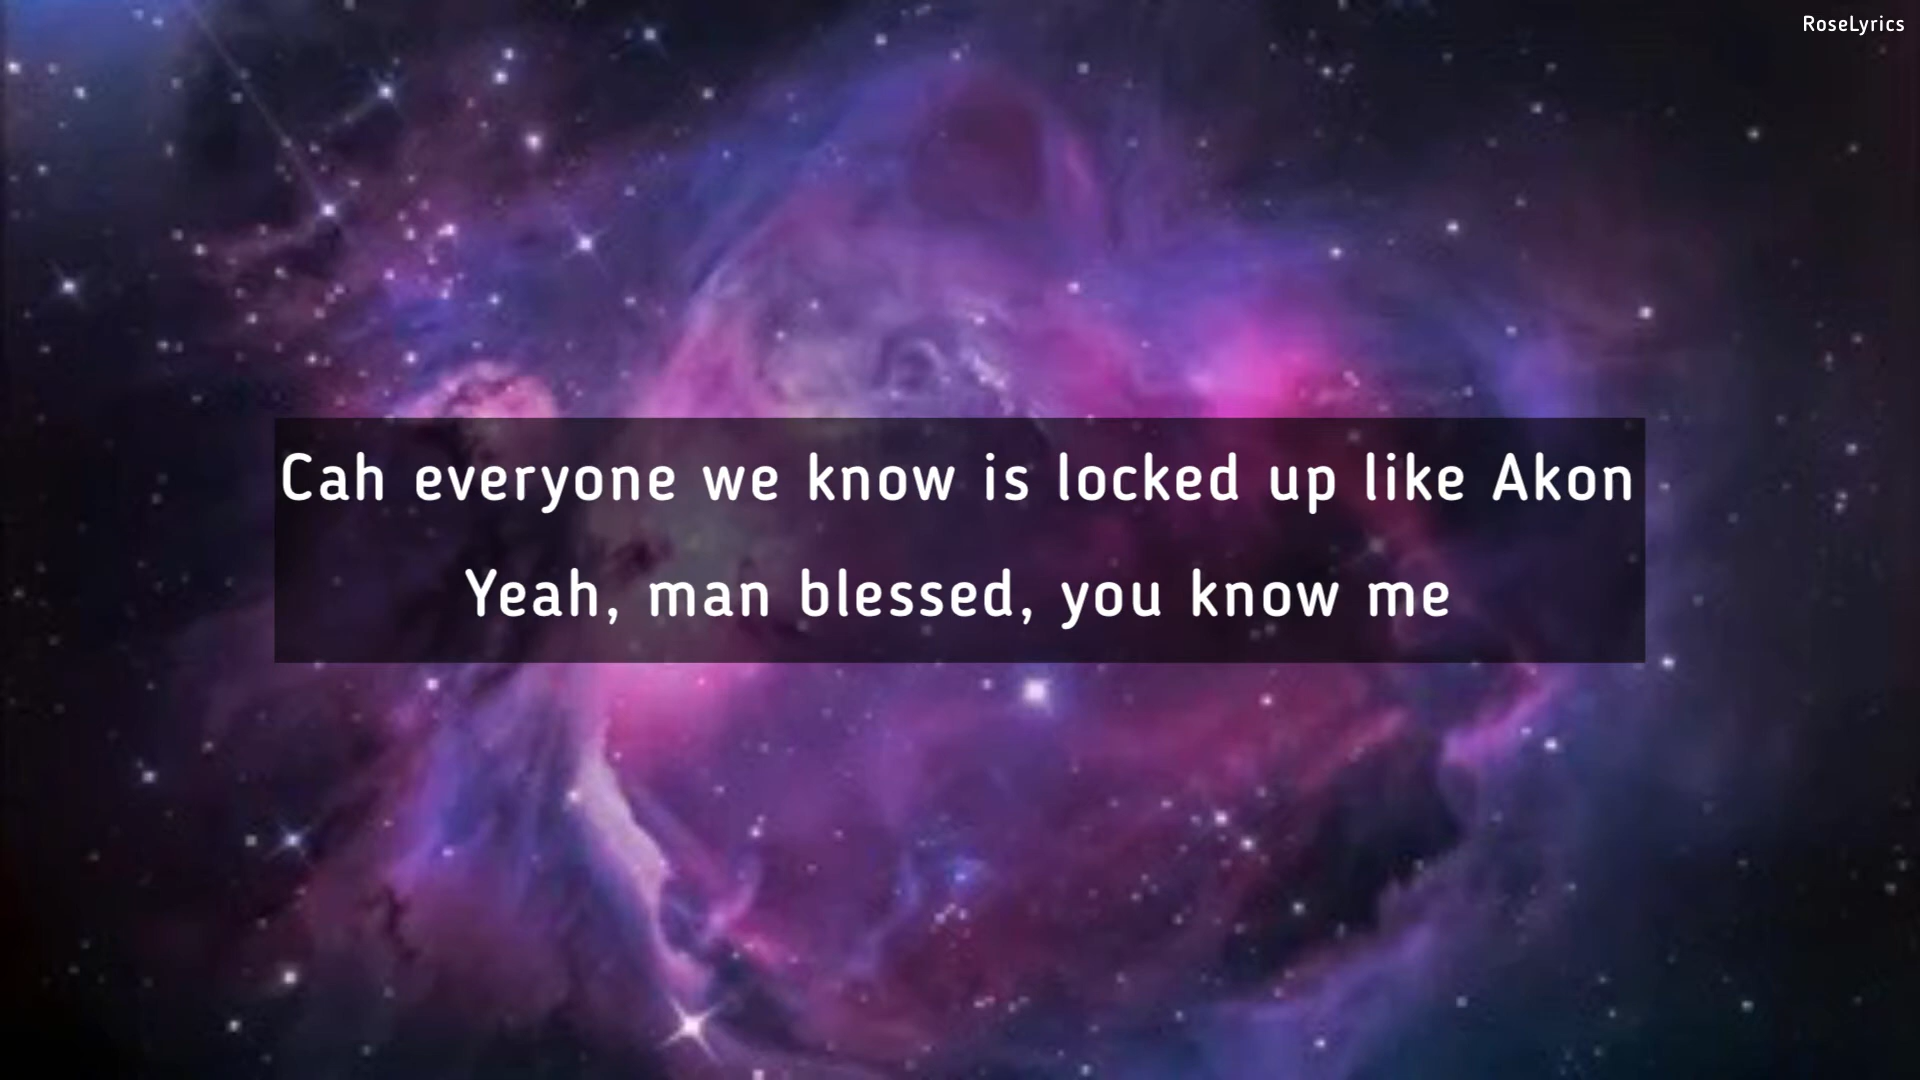 RoseLyrics
Cah everyone we know is locked up like Akon
Yeah, man blessed, you know me